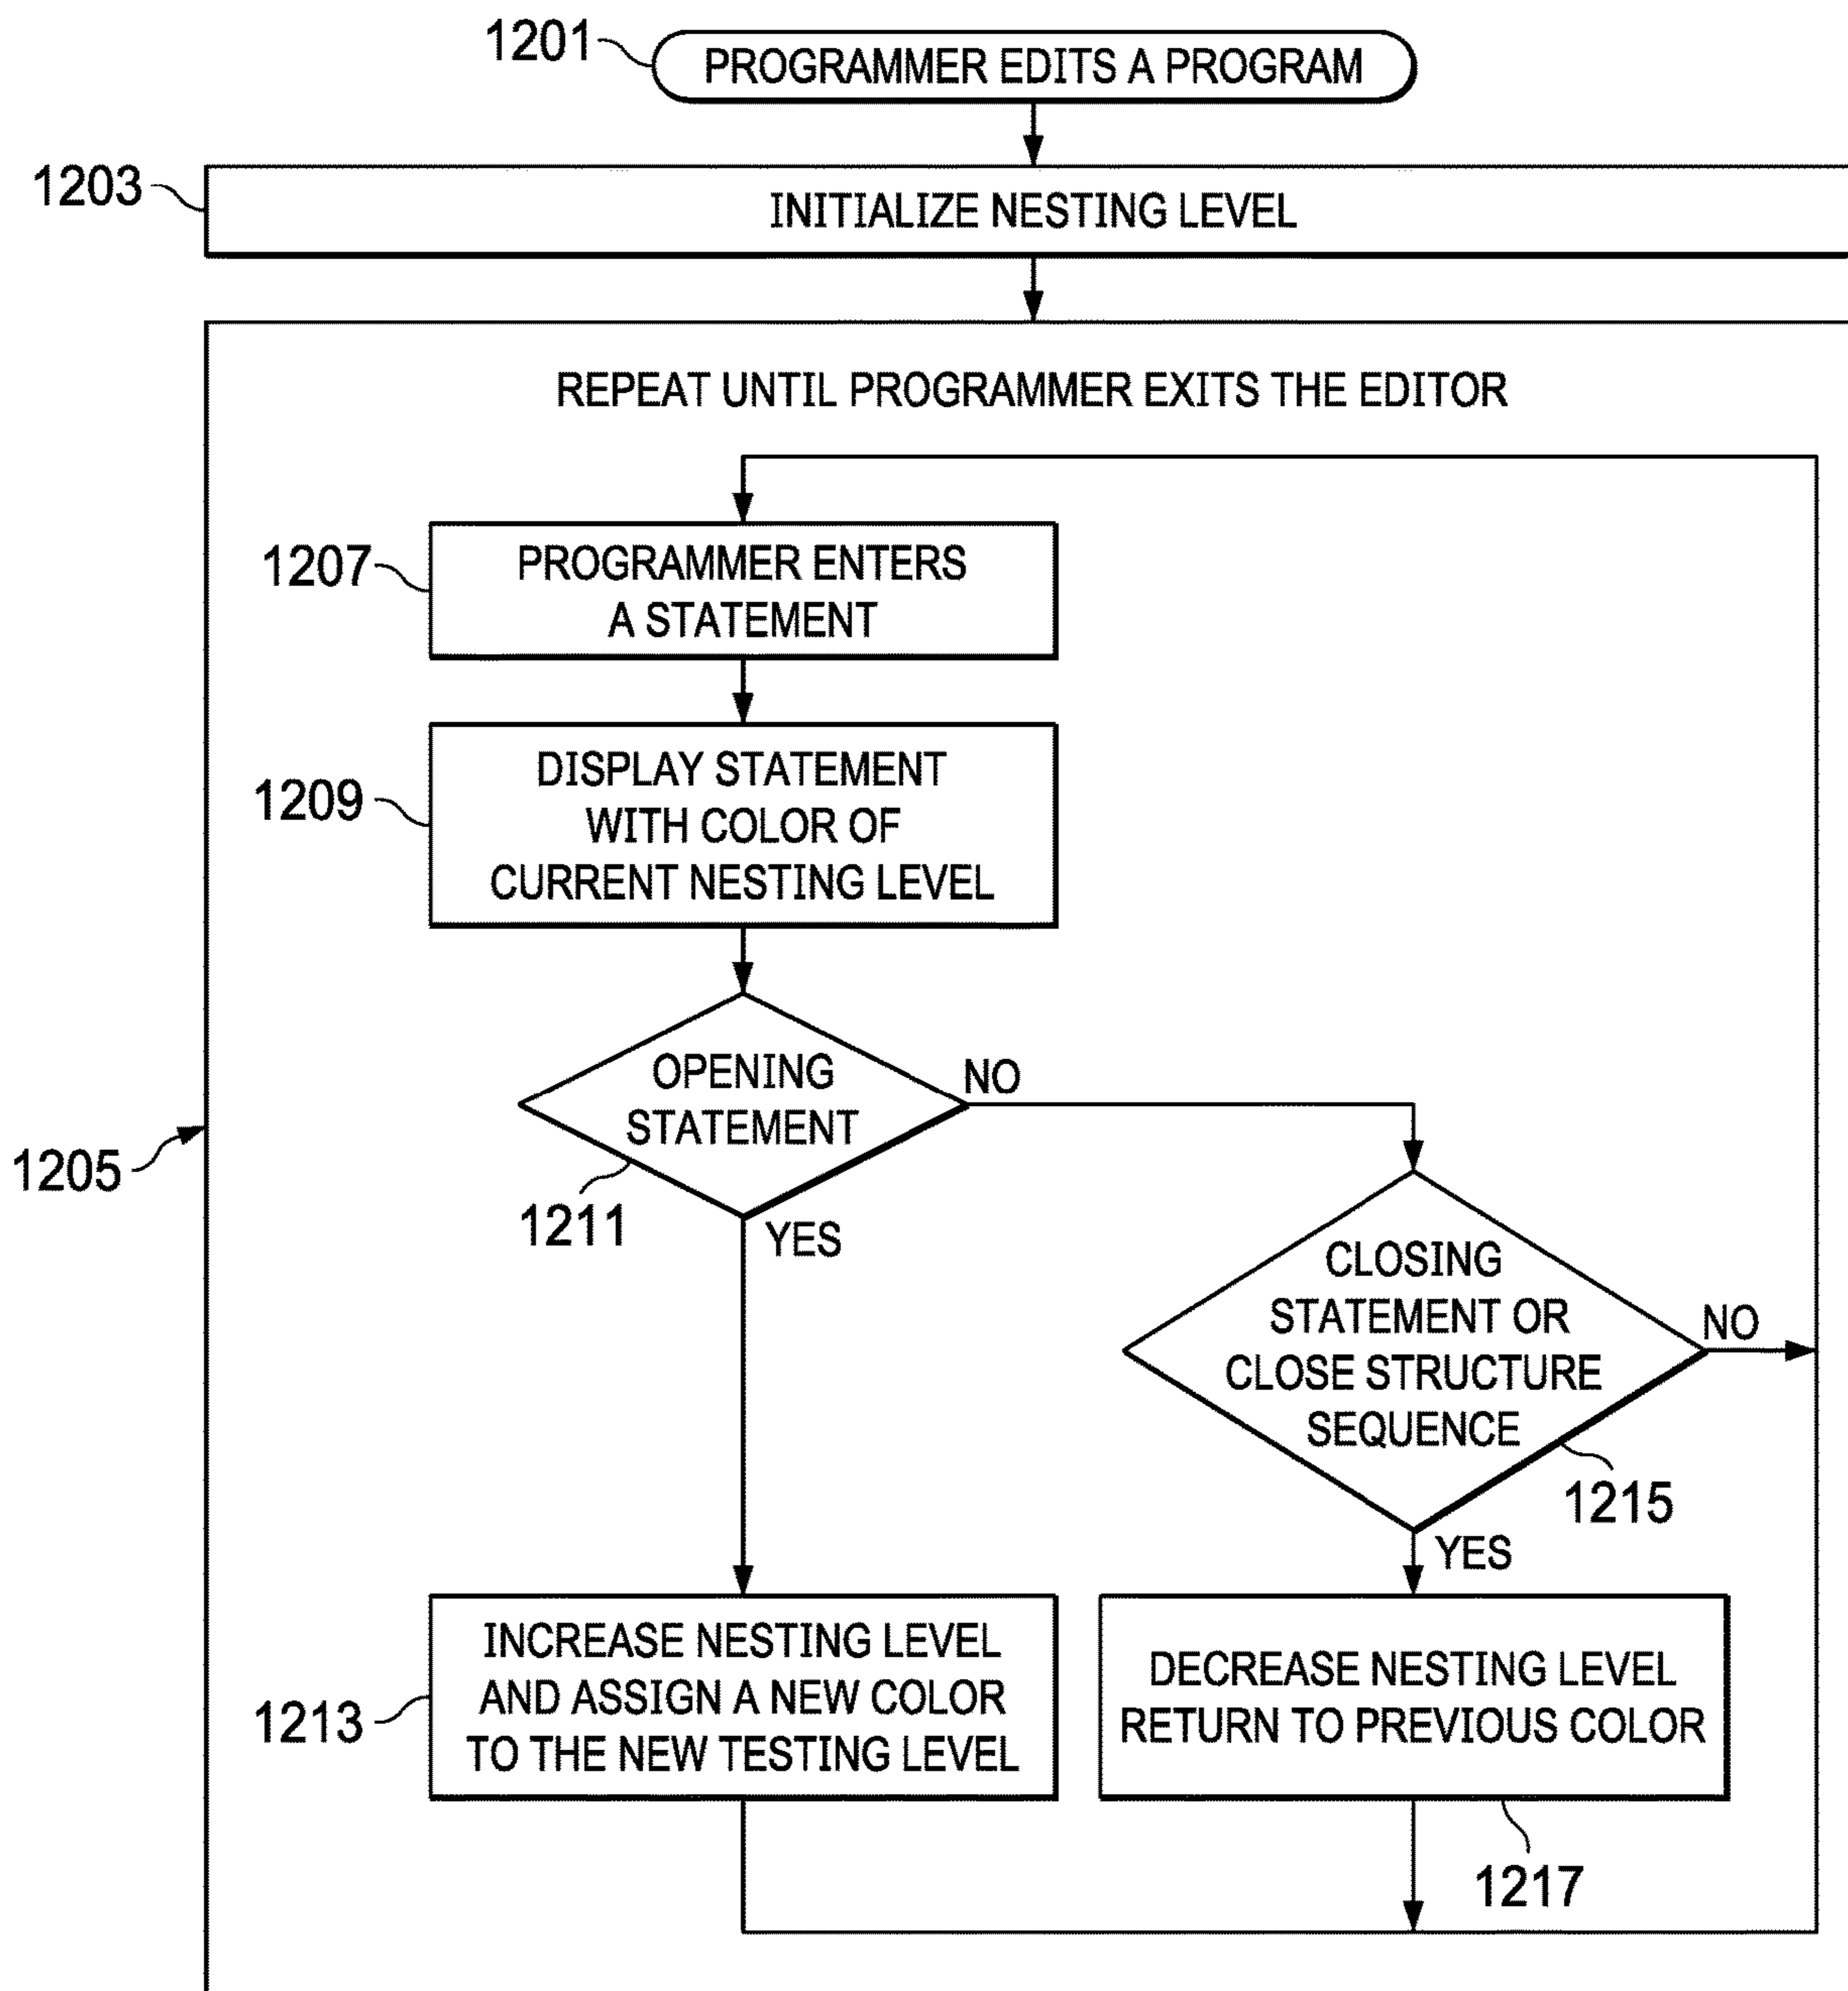 1201
PROGRAMMER EDITS A PROGRAM
1203
INITIALIZE NESTING LEVEL
REPEAT UNTIL PROGRAMMER EXITS THE EDITOR
1207
PROGRAMMER ENTERS
A STATEMENT
1209
DISPLAY STATEMENT
WITH COLOR OF
CURRENT NESTING LEVEL
OPENING
STATEMENT
NO
1205
1211
YES
CLOSING
STATEMENT OR
CLOSE STRUCTURE
SEQUENCE
NO
1215
YES
1213
INCREASE NESTING LEVEL
AND ASSIGN A NEW COLOR
TO THE NEW TESTING LEVEL
DECREASE NESTING LEVEL
RETURN TO PREVIOUS COLOR
1217